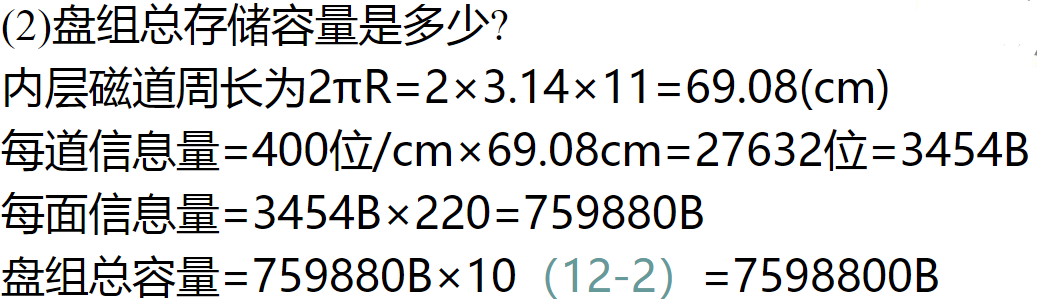 (2)盘组总存储容量是多少?
内层磁道周长为2πR=2×3.14×11=69.08(cm)
每道信息量=400位/cm×69.08cm=27632位=3454B
每面信息量=3454B×220=759880B
盘组总容量=759880B×10（12-2）=7598800B